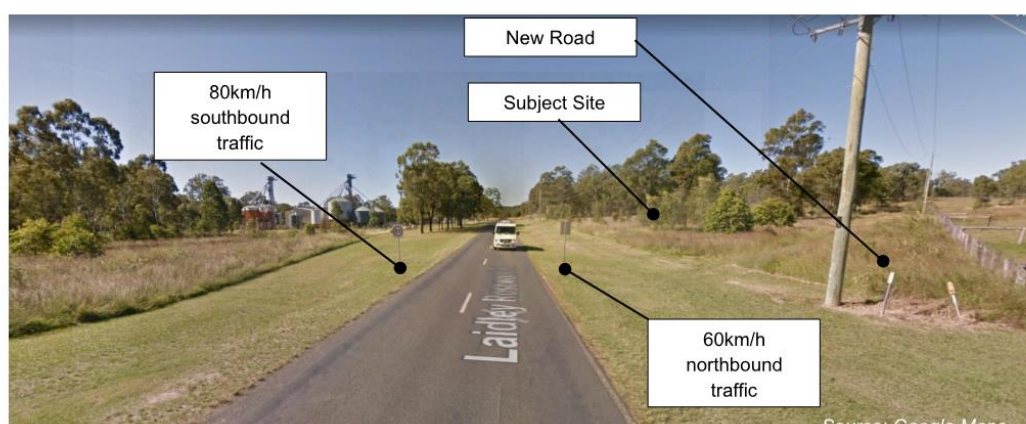 New Road
80km/h
southbound
traffic
Subject Site
Laidley
60km/h
northbound
traffic
Source: Google Maps